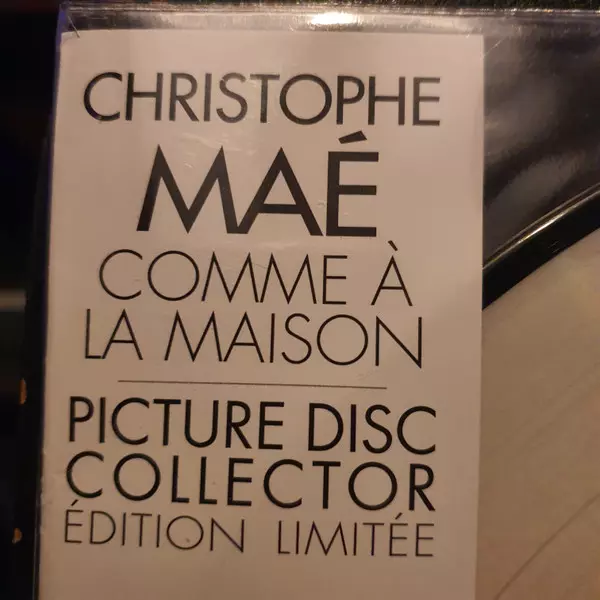 CHRISTOPHE
MAÉ
COMME À
LA MAISON
PICTURE DISC
COLLECTOR
ÉDITION LIMITÉE